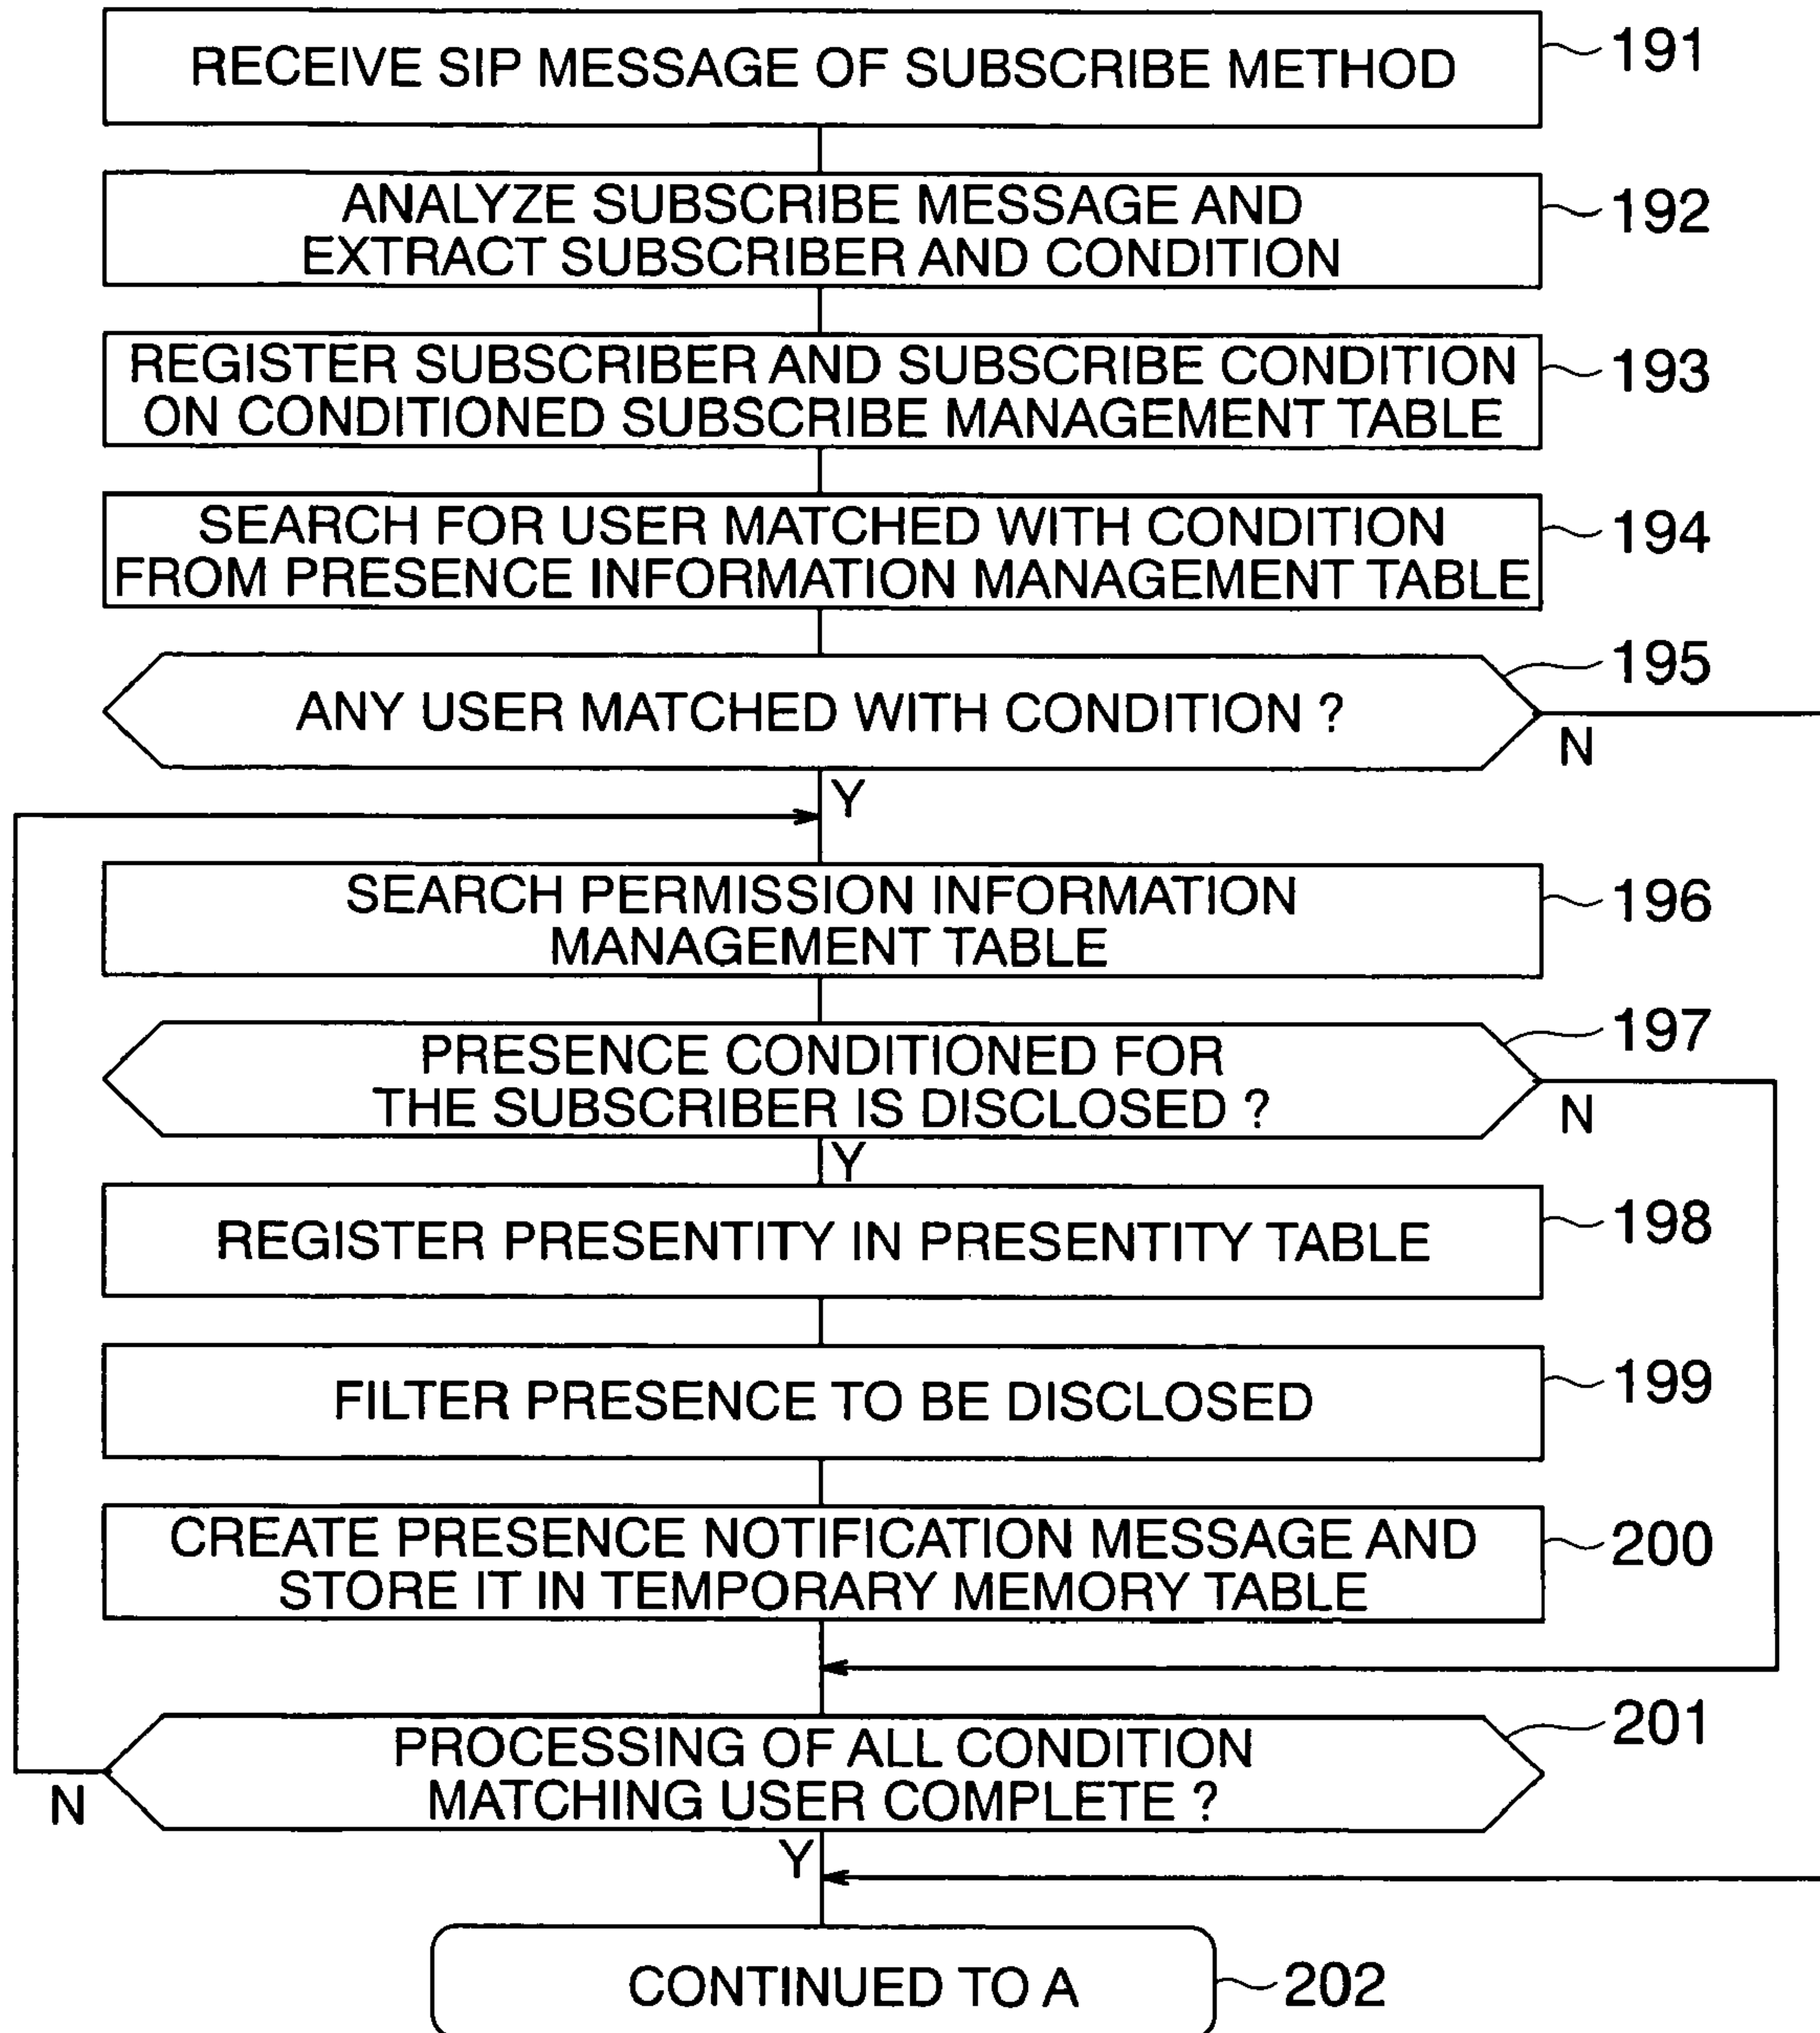 RECEIVE SIP MESSAGE OF SUBSCRIBE METHOD
191
ANALYZE SUBSCRIBE MESSAGE AND
EXTRACT SUBSCRIBER AND CONDITION
192
REGISTER SUBSCRIBER AND SUBSCRIBE CONDITION
ON CONDITIONED SUBSCRIBE MANAGEMENT TABLE
193
SEARCH FOR USER MATCHED WITH CONDITION
FROM PRESENCE INFORMATION MANAGEMENT TABLE
194
ANY USER MATCHED WITH CONDITION ?
195
N
Y
SEARCH PERMISSION INFORMATION
MANAGEMENT TABLE
196
PRESENCE CONDITIONED FOR
THE SUBSCRIBER IS DISCLOSED ?
197
N
Y
REGISTER PRESENTITY IN PRESENTITY TABLE
198
FILTER PRESENCE TO BE DISCLOSED
199
CREATE PRESENCE NOTIFICATION MESSAGE AND
STORE IT IN TEMPORARY MEMORY TABLE
200
PROCESSING OF ALL CONDITION
MATCHING USER COMPLETE ?
201
N
Y
CONTINUED TO A
202